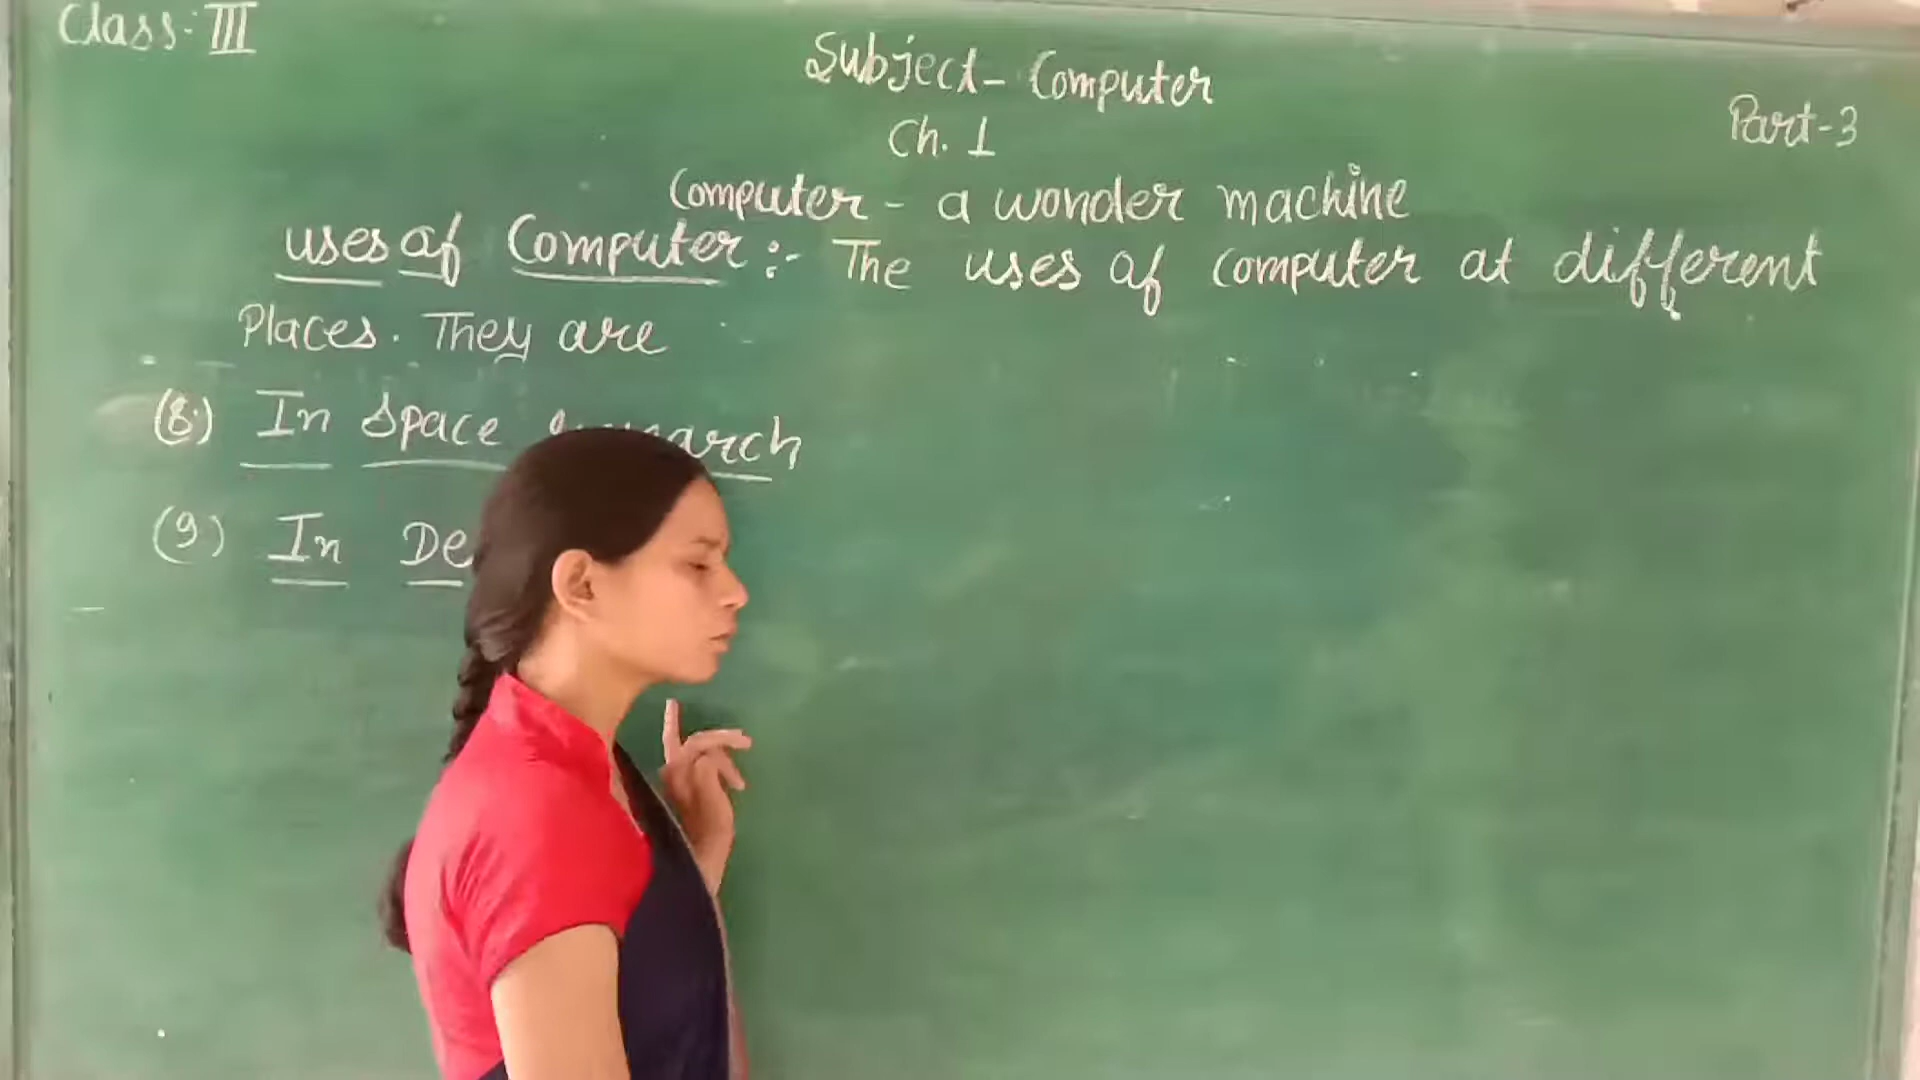 Class:- III
Subject- Computer
Part-3
Ch. 1
Computer - a wonder machine
uses of Computer :- The uses of computer at different
Places. They are
(8.) In space
(9) In